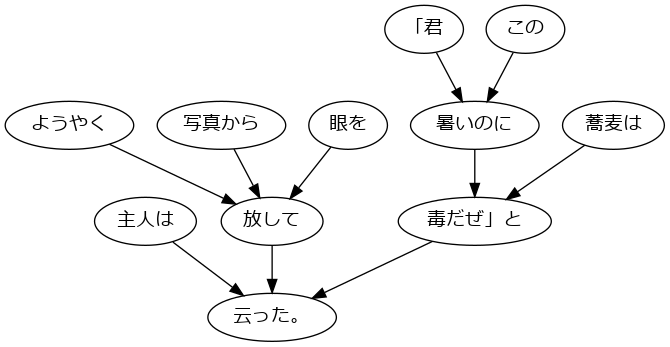 「君 この
ようやく 写真から 眼を 暑いのに 蕎麦は
主人は 放して 毒だぜ」と
云った。